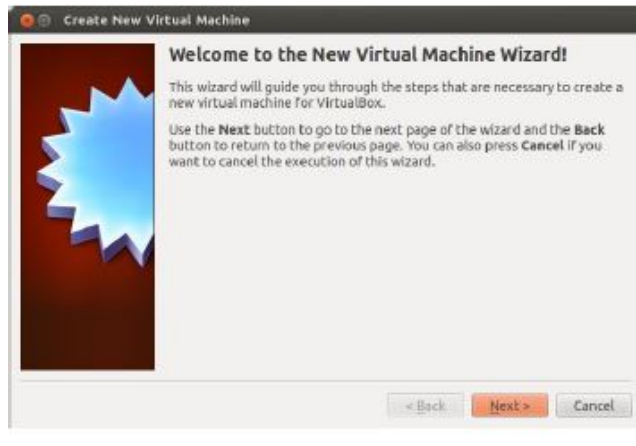 Create New Virtual Machine
Welcome to the New Virtual Machine Wizard!
This wizard will guide you through the steps that are necessary to create a
new virtual machine for VirtualBox.
Use the Next button to go to the next page of the wizard and the Back
button to return to the previous page. You can also press Cancel if you
want to cancel the execution of this wizard.
< Back
Next >
Cancel